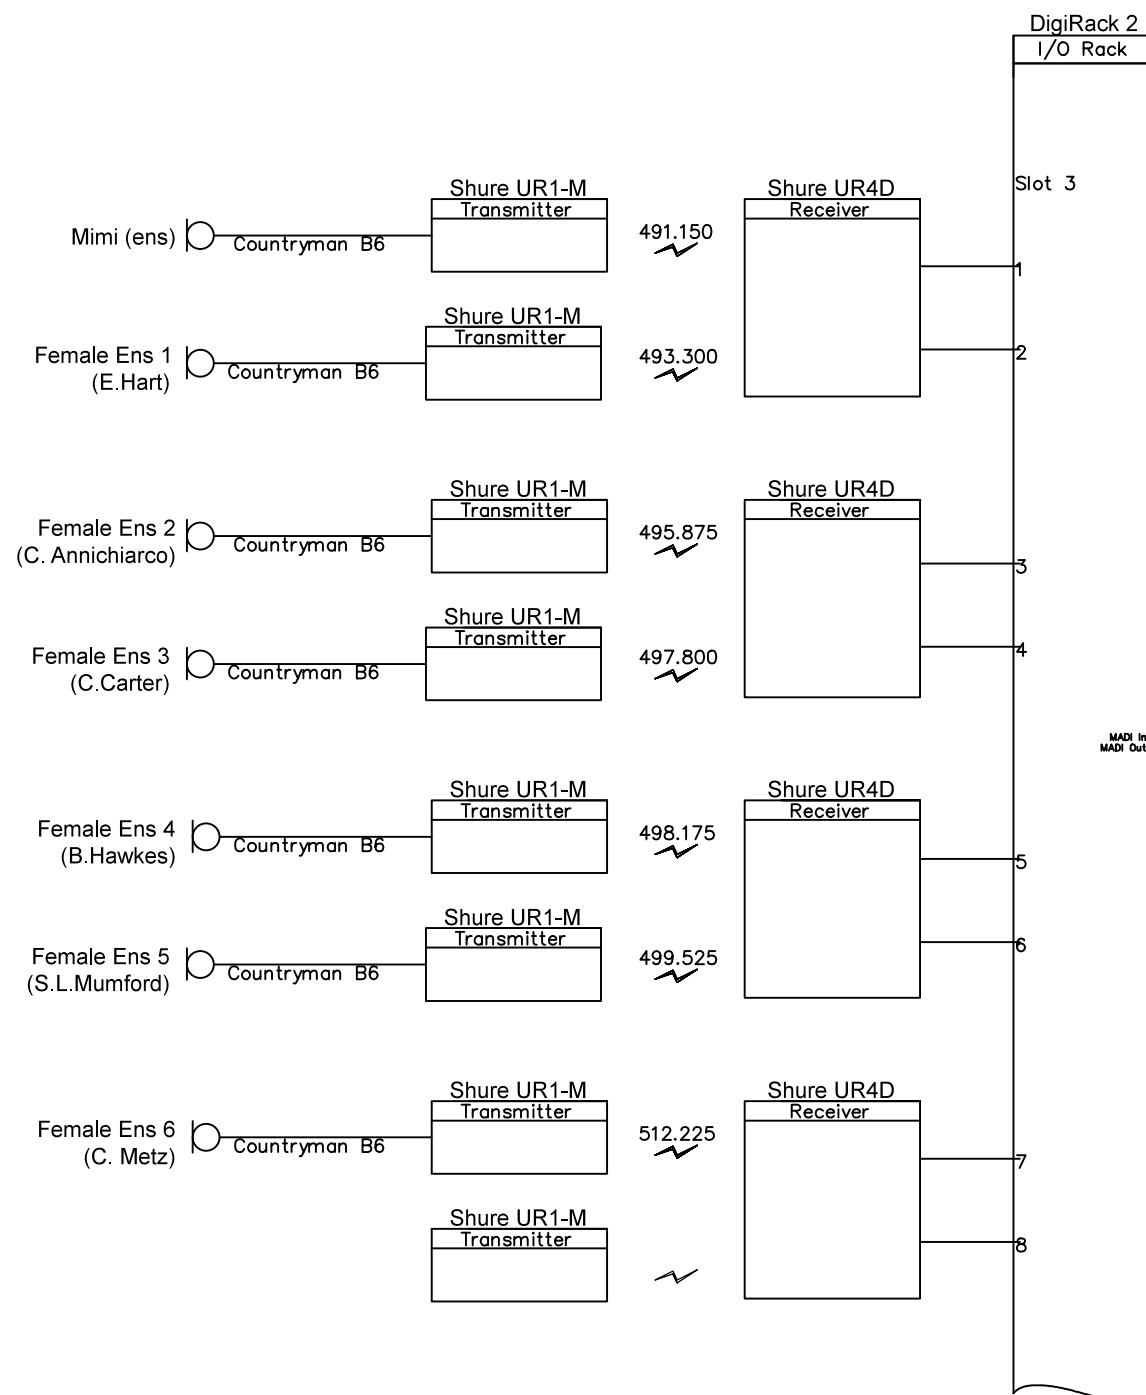 DigiRack 2
I/O Rack
Slot 3
Shure UR1-M
Transmitter
Shure UR4D
Receiver
Mimi (ens)
Countryman B6
491.150
1
Shure UR1-M
Transmitter
Female Ens 1
(E.Hart)
Countryman B6
493.300
2
Shure UR1-M
Transmitter
Shure UR4D
Receiver
Female Ens 2
(C. Annichiarco)
Countryman B6
495.875
3
Shure UR1-M
Transmitter
Female Ens 3
(C.Carter)
Countryman B6
497.800
4
MADI In
MADI Out
Shure UR1-M
Transmitter
Shure UR4D
Receiver
Female Ens 4
(B.Hawkes)
Countryman B6
498.175
5
Shure UR1-M
Transmitter
Female Ens 5
(S.L.Mumford)
Countryman B6
499.525
6
Shure UR1-M
Transmitter
Shure UR4D
Receiver
Female Ens 6
(C. Metz)
Countryman B6
512.225
7
Shure UR1-M
Transmitter
8